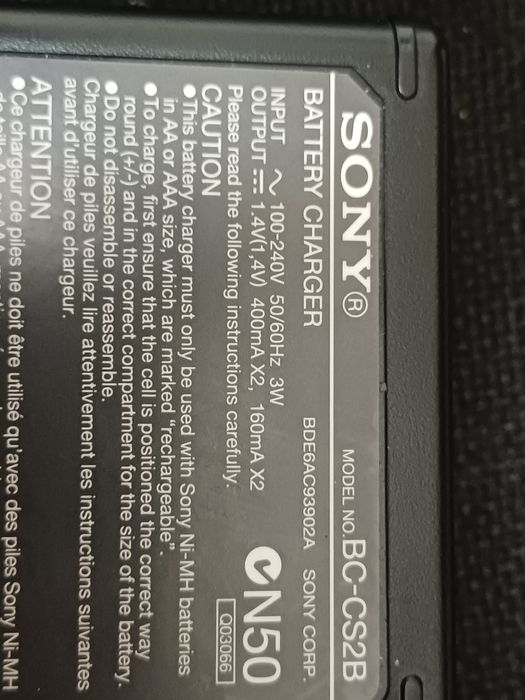 SONY® MODEL NO. BC-CS2B
BATTERY CHARGER BDE6AC93902A SONY CORP.
INPUT ~ 100-240V 50/60Hz 3W
OUTPUT ⎓ 1.4V(1,4V) 400mA X2, 160mA X2
N50
Q03066
Please read the following instructions carefully.
CAUTION
●This battery charger must only be used with Sony Ni-MH batteries
in AA or AAA size, which are marked "rechargeable".
●To charge, first ensure that the cell is positioned the correct way
round (+/-) and in the correct compartment for the size of the battery.
●Do not disassemble or reassemble.
Chargeur de piles veuillez lire attentivement les instructions suivantes
avant d'utiliser ce chargeur.
ATTENTION
●Ce chargeur de piles ne doit être utilisé qu'avec des piles Sony Ni-MH